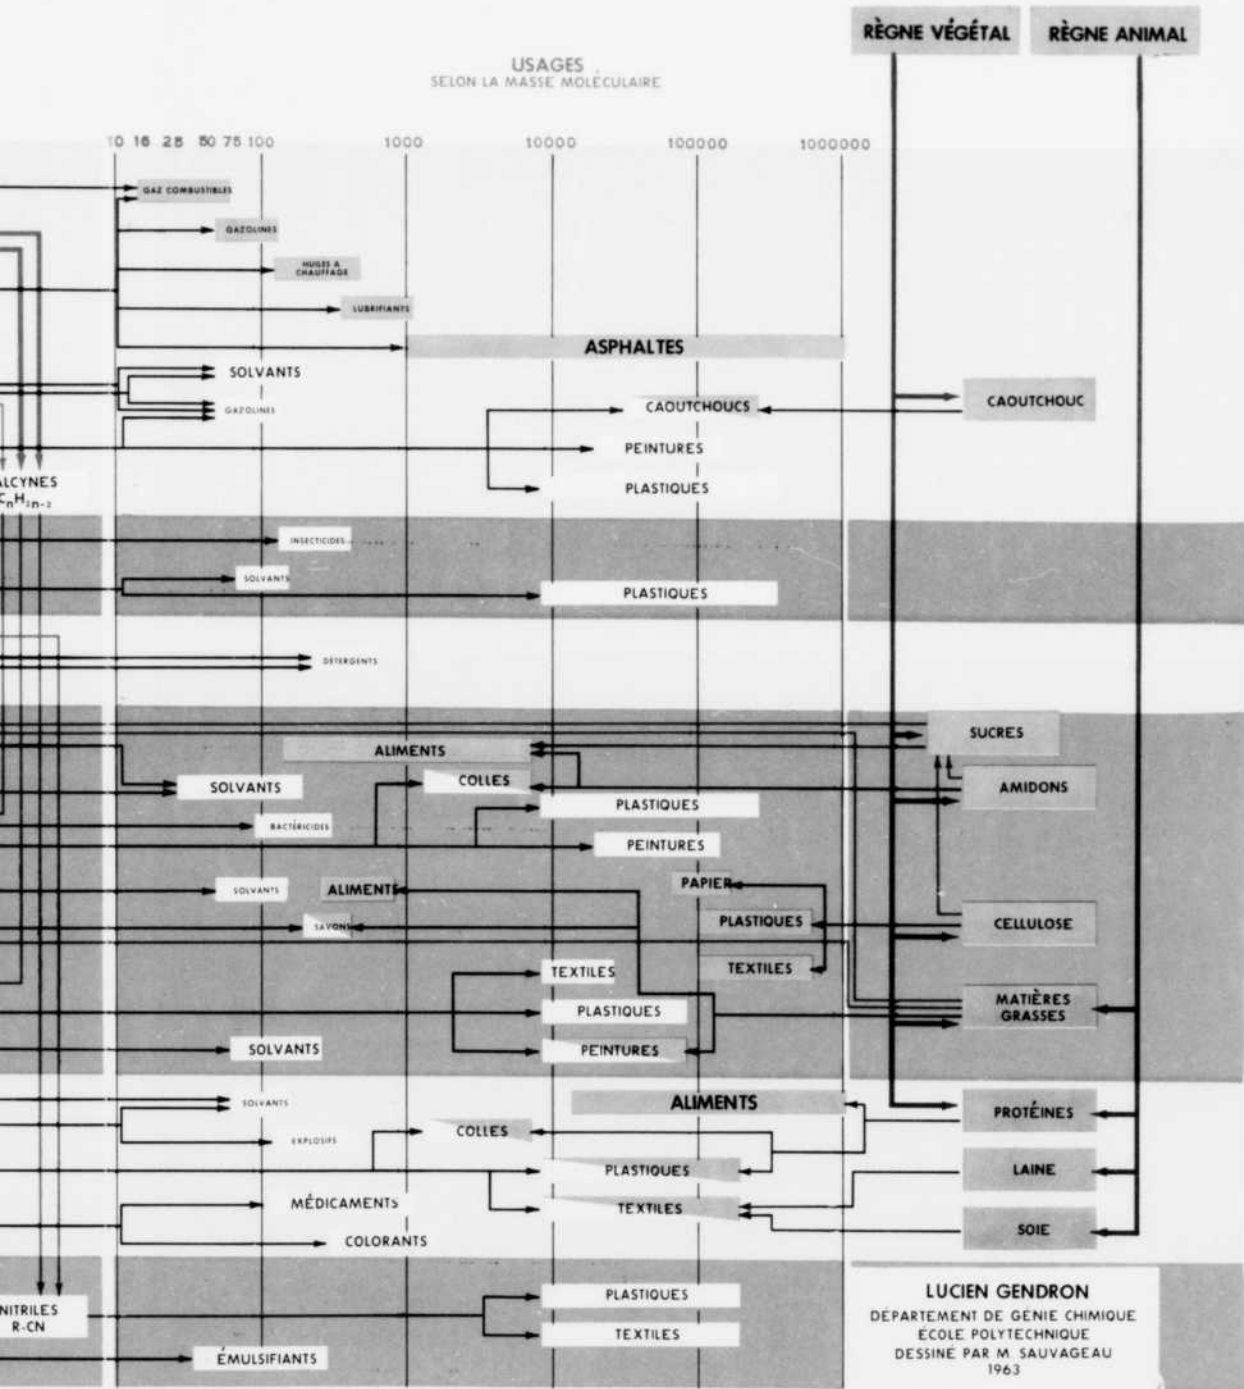 RÈGNE VÉGÉTAL
RÈGNE ANIMAL
USAGES
SELON LA MASSE MOLÉCULAIRE
10 16 28 50 75 100 1000 10000 100000 1000000
GAZ COMBUSTIBLES
GAZOLINES
HUILES A
CHAUFFAGE
LUBRIFIANTS
ASPHALTES
SOLVANTS
GAZOLINES
CAOUTCHOUCS
CAOUTCHOUC
PEINTURES
ALCYNES
CnH2n-2
PLASTIQUES
INSECTICIDES
SOLVANTS
PLASTIQUES
DÉTERGENTS
SUCRES
ALIMENTS
COLLES
SOLVANTS
AMIDONS
PLASTIQUES
BACTÉRICIDES
PEINTURES
SOLVANTS
ALIMENTS
PAPIER
PLASTIQUES
CELLULOSE
SAVONS
TEXTILES
TEXTILES
PLASTIQUES
MATIÈRES
GRASSES
SOLVANTS
PEINTURES
SOLVANTS
ALIMENTS
PROTÉINES
EXPLOSIFS
COLLES
PLASTIQUES
LAINE
MÉDICAMENTS
TEXTILES
COLORANTS
SOIE
NITRILES
R-CN
PLASTIQUES
TEXTILES
ÉMULSIFIANTS
LUCIEN GENDRON
DÉPARTEMENT DE GÉNIE CHIMIQUE
ÉCOLE POLYTECHNIQUE
DESSINÉ PAR M. SAUVAGEAU
1963